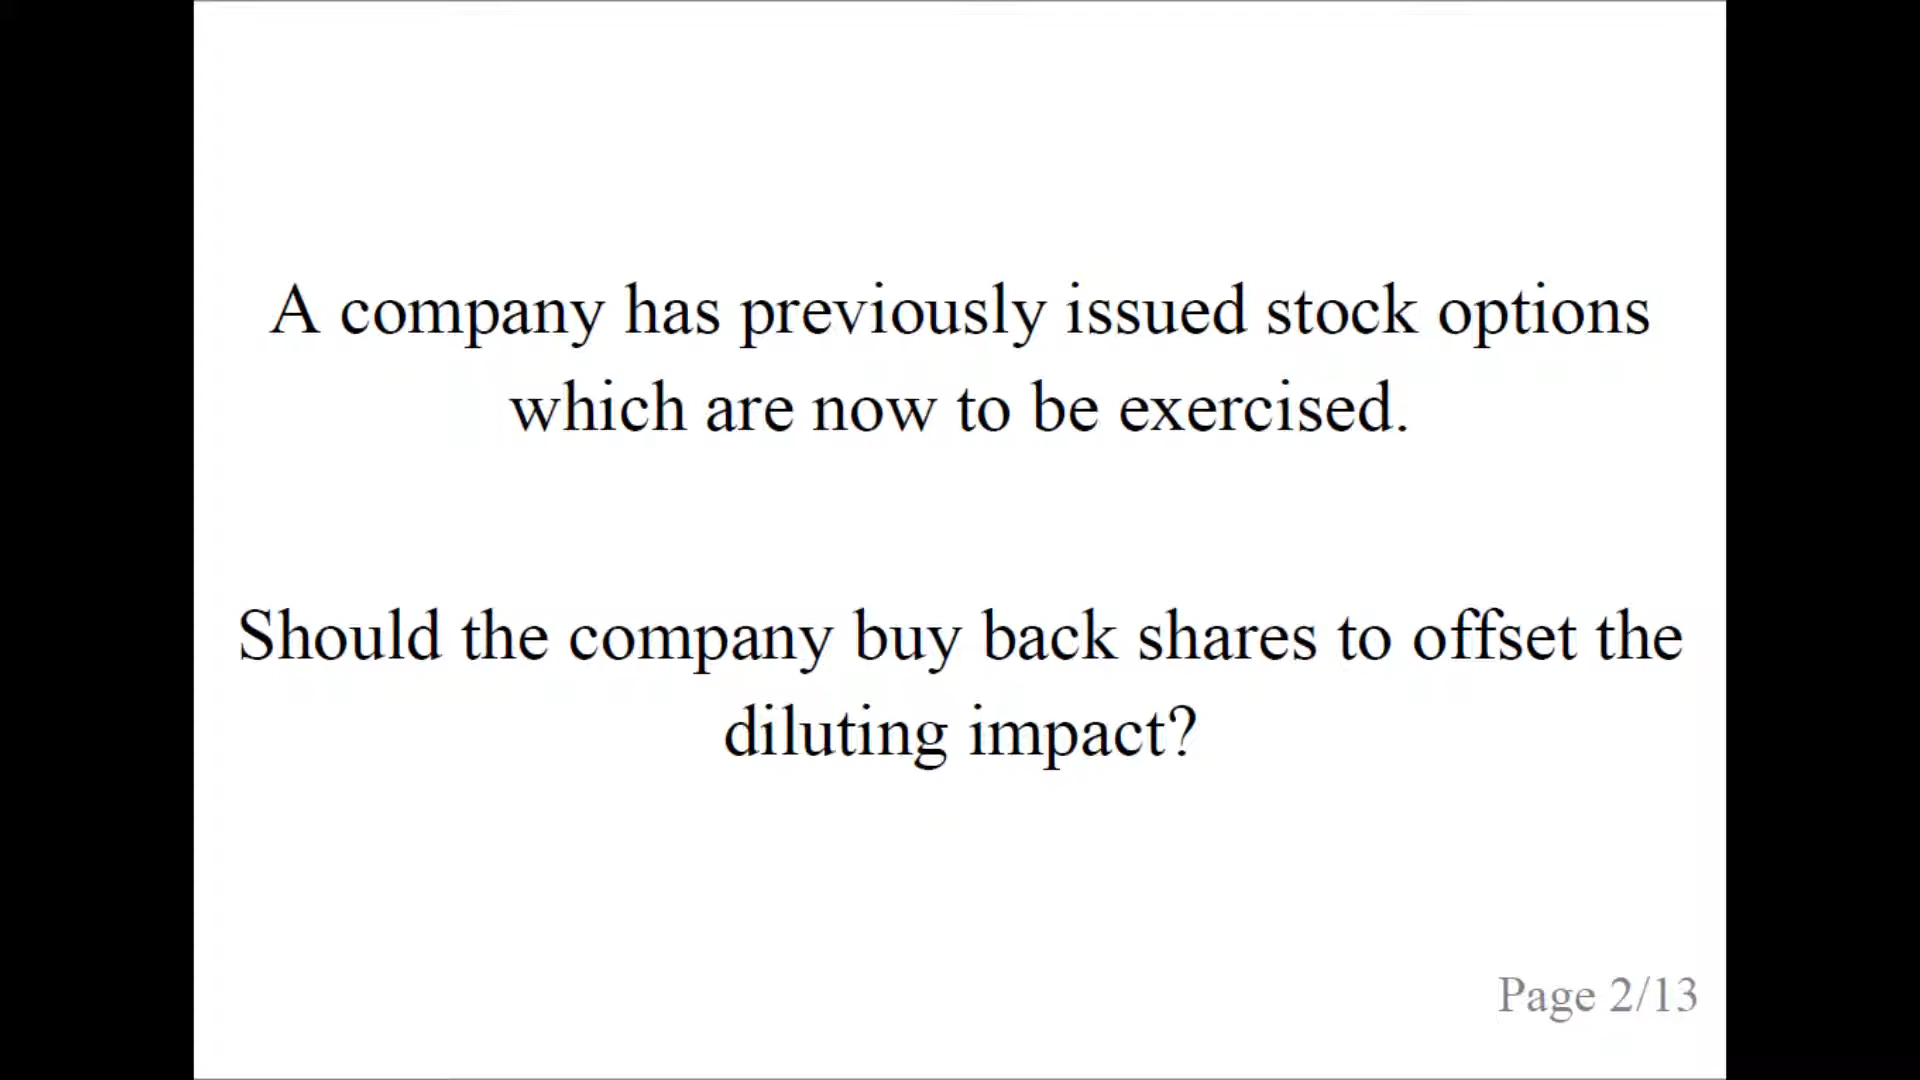 A company has previously issued stock options
which are now to be exercised.
Should the company buy back shares to offset the
diluting impact?
Page 2/13